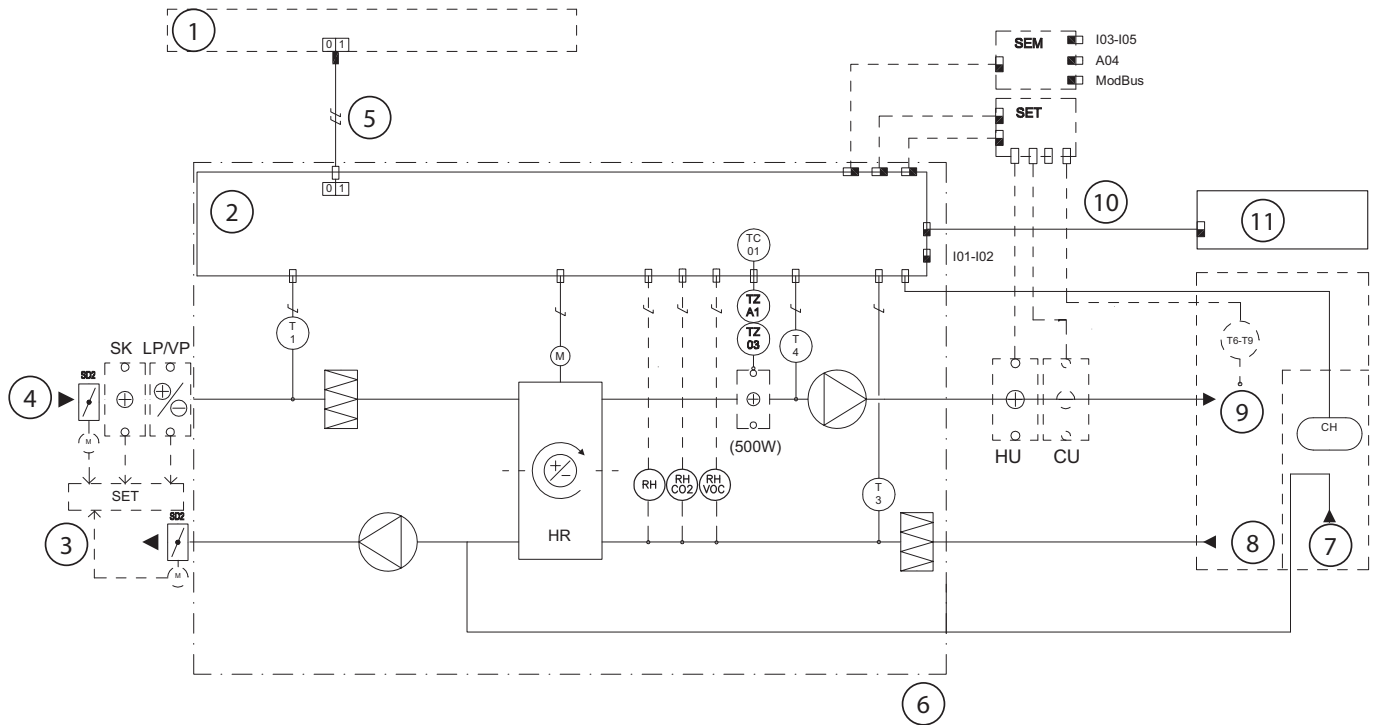 1
0 1
SEM
I03-I05
A04
ModBus
SET
5
2
0 1
10
11
TC
01
I01-I02
T
1
TZ
A1
TZ
03
T
4
T6-T9
SK
LP/VP
SD2
4
M
M
(500W)
HU
CU
9
CH
SET
RH
RH
CO2
RH
VOC
T
3
SD2
3
HR
8
7
M
6